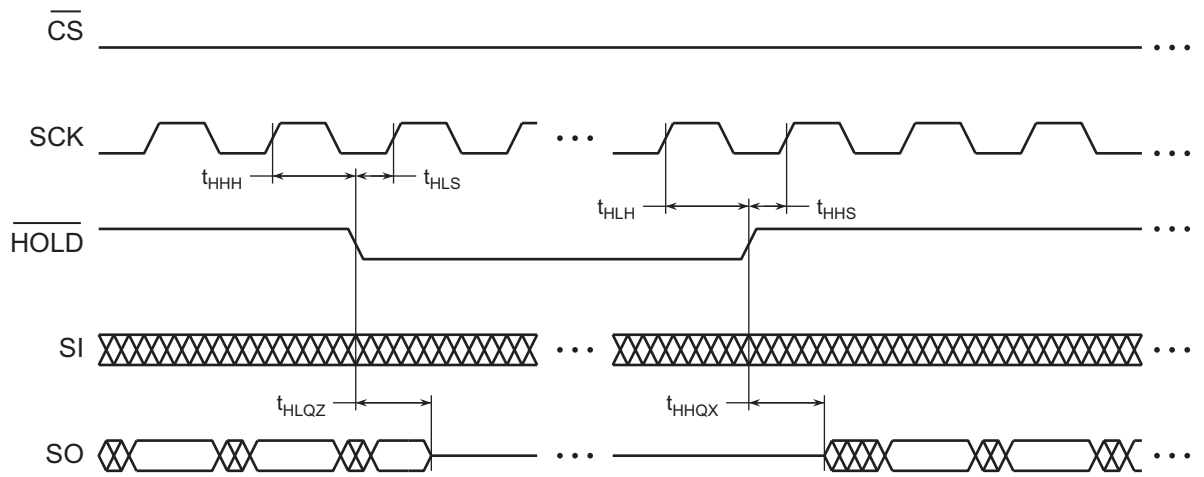 CS
SCK
tHHH
tHLS
tHLH
tHHS
HOLD
SI
tHLQZ
tHHQX
SO